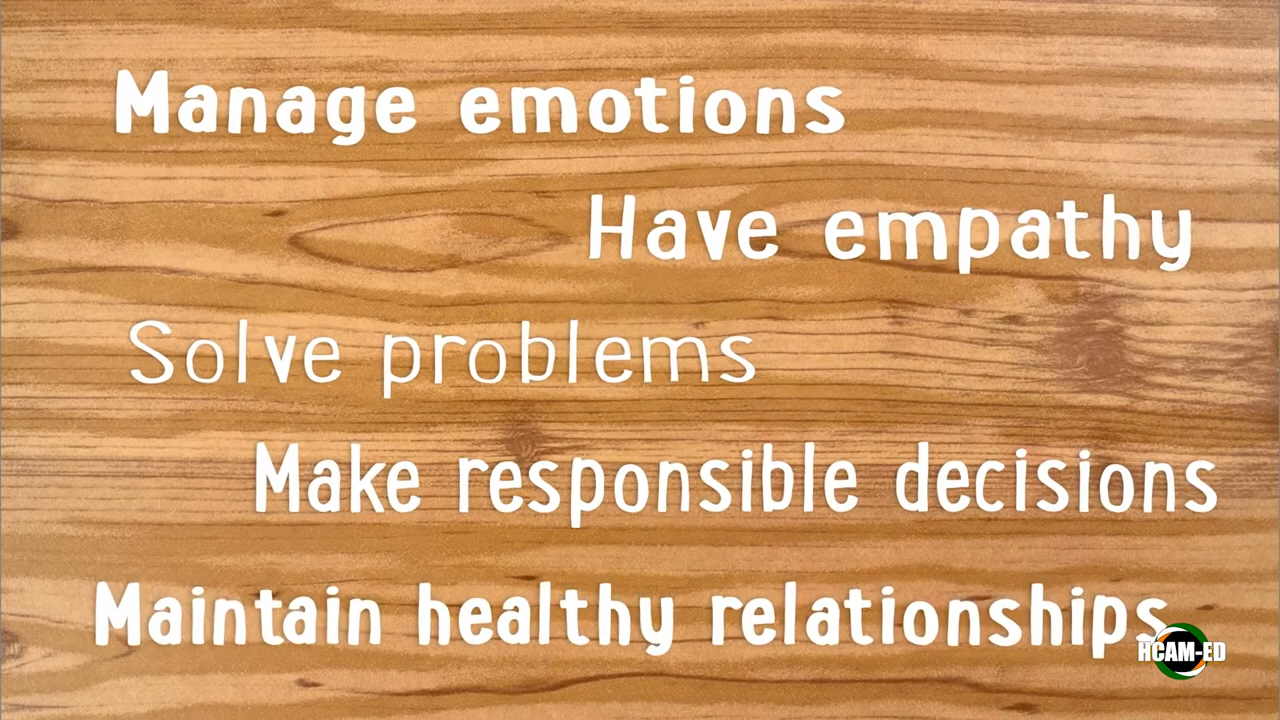 Manage emotions
Have empathy
Solve problems
Make responsible decisions
Maintain healthy relationships
HCAM-ED